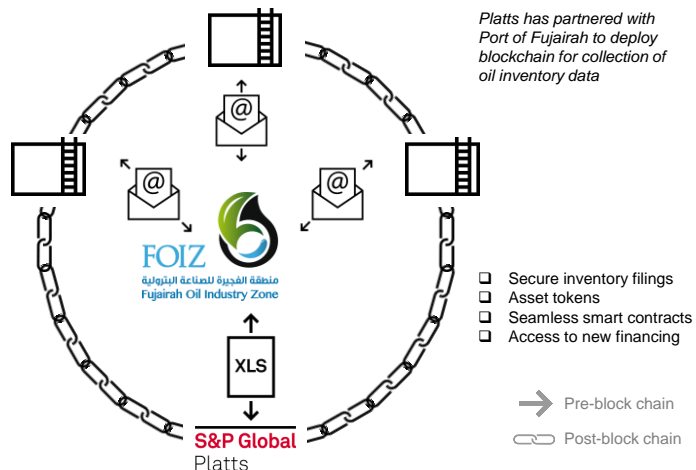 Platts has partnered with
Port of Fujairah to deploy
blockchain for collection of
oil inventory data
@
@
@
FOIZ
منطقة الفجيرة للصناعة البترولية
Fujairah Oil Industry Zone
❑ Secure inventory filings
❑ Asset tokens
❑ Seamless smart contracts
❑ Access to new financing
XLS
Pre-block chain
Post-block chain
S&P Global
Platts